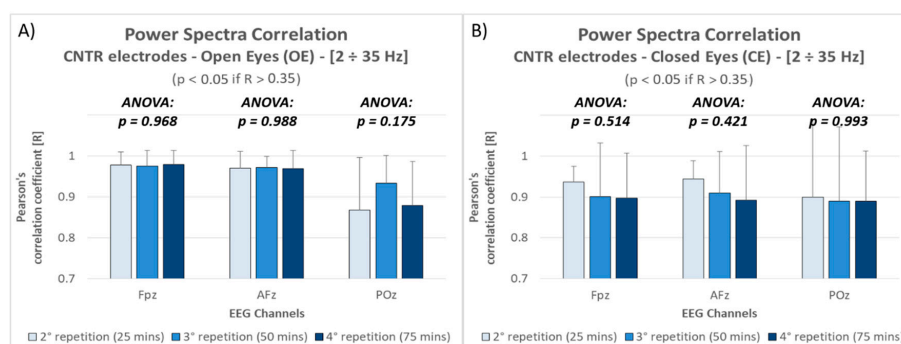 A)
Power Spectra Correlation
CNTR electrodes - Open Eyes (OE) - [2 ÷ 35 Hz]
(p < 0.05 if R > 0.35)
ANOVA: ANOVA: ANOVA:
p = 0.968 p = 0.988 p = 0.175
Pearson's
correlation coefficient [R]
1
0.9
0.8
0.7
Fpz AFz POz
EEG Channels
2° repetition (25 mins) 3° repetition (50 mins) 4° repetition (75 mins)
B)
Power Spectra Correlation
CNTR electrodes - Closed Eyes (CE) - [2 ÷ 35 Hz]
(p < 0.05 if R > 0.35)
ANOVA: ANOVA: ANOVA:
p = 0.514 p = 0.421 p = 0.993
Pearson's
correlation coefficient [R]
1
0.9
0.8
0.7
Fpz AFz POz
EEG Channels
2° repetition (25 mins) 3° repetition (50 mins) 4° repetition (75 mins)